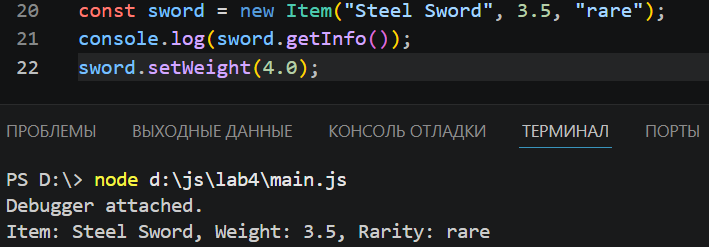 20 const sword = new Item("Steel Sword", 3.5, "rare");
21 console.log(sword.getInfo());
22 sword.setWeight(4.0);
ПРОБЛЕМЫ ВЫХОДНЫЕ ДАННЫЕ КОНСОЛЬ ОТЛАДКИ ТЕРМИНАЛ ПОРТЫ
PS D:\> node d:\js\lab4\main.js
Debugger attached.
Item: Steel Sword, Weight: 3.5, Rarity: rare